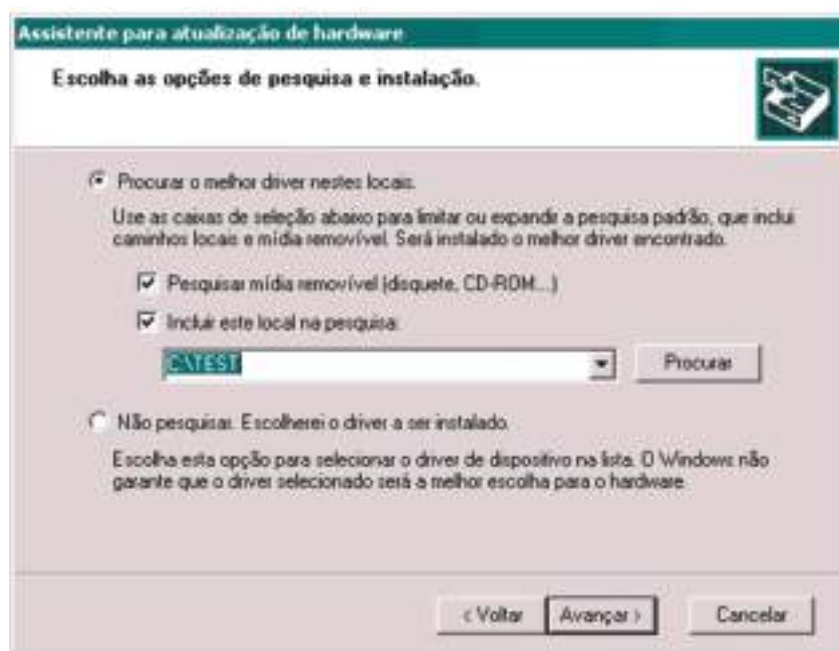 Assistente para atualização de hardware
Escolha as opções de pesquisa e instalação.
Procurar o melhor driver nestes locais.
Use as caixas de seleção abaixo para limitar ou expandir a pesquisa padrão, que inclui
caminhos locais e mídia removível. Será instalado o melhor driver encontrado.
Pesquisar mídia removível (disquete, CD-ROM...)
Incluir este local na pesquisa:
C:\TEST
Procurar
Não pesquisar. Escolherei o driver a ser instalado.
Escolha esta opção para selecionar o driver de dispositivo na lista. O Windows não
garante que o driver selecionado será a melhor escolha para o hardware.
< Voltar
Avançar >
Cancelar